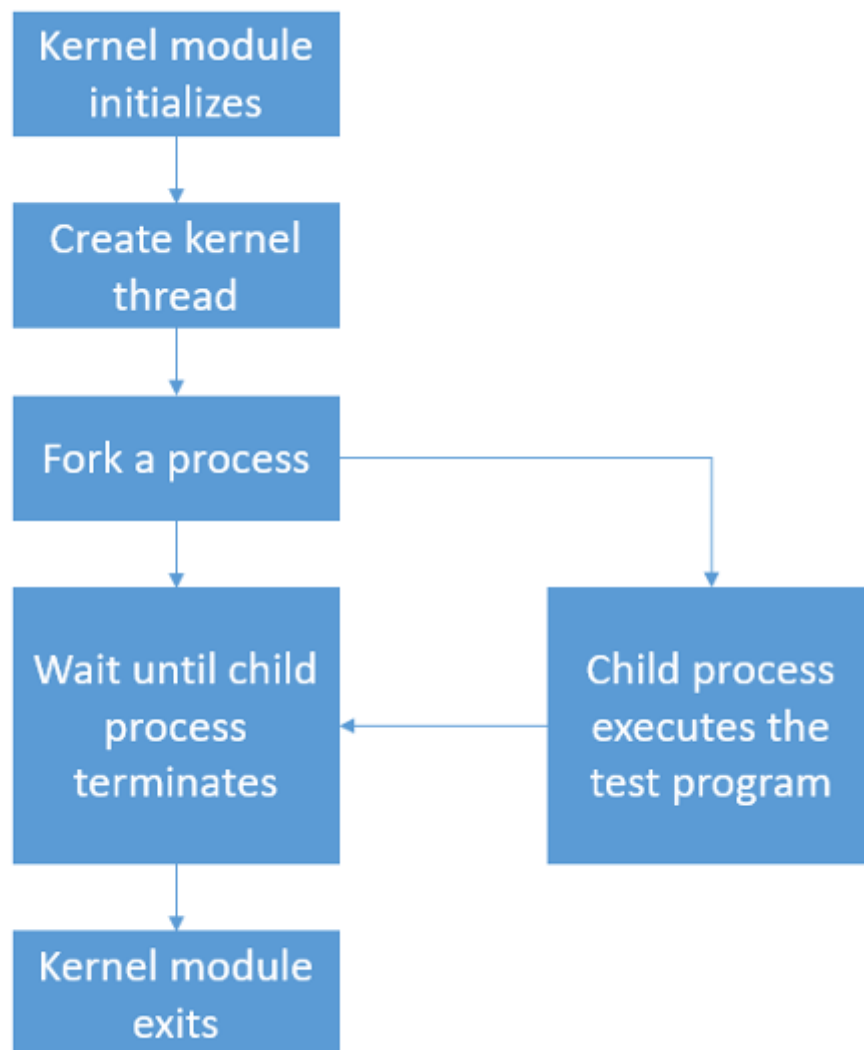 Kernel module
initializes
Create kernel
thread
Fork a process
Wait until child
process
terminates
Child process
executes the
test program
Kernel module
exits